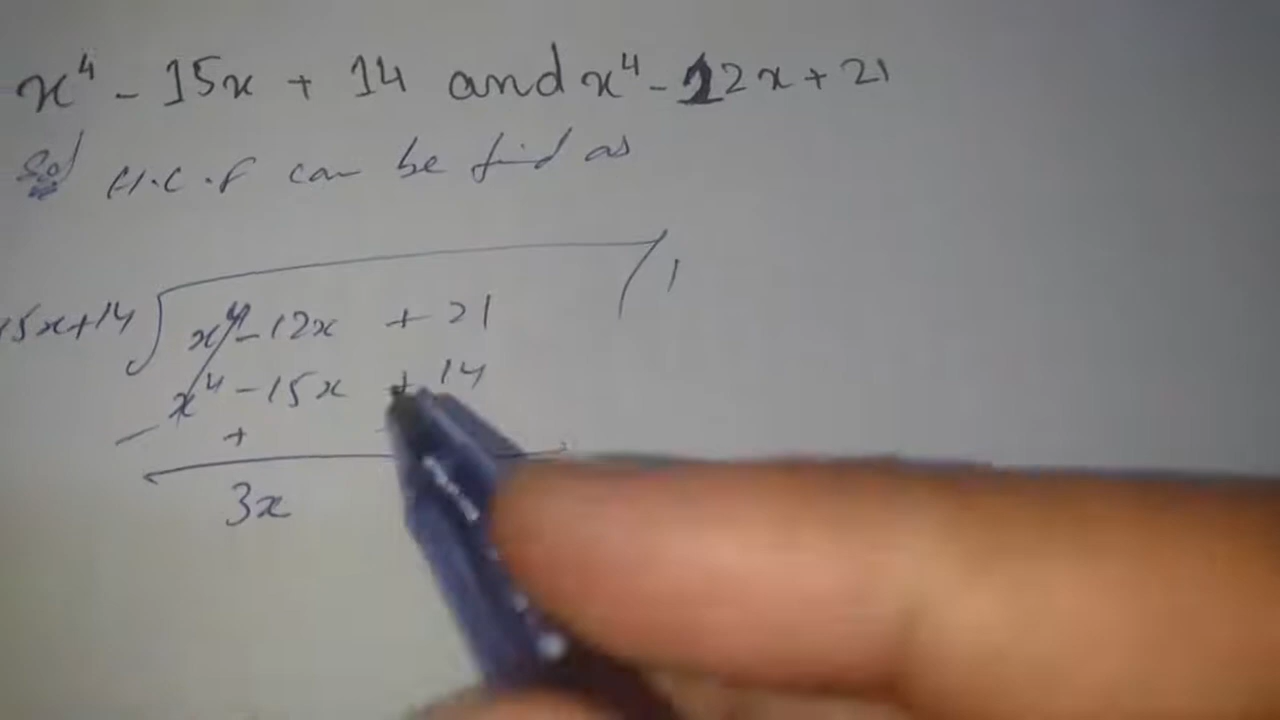 x⁴ - 15x + 14 and x⁴ - 12x + 21
Sol H.C.F can be find as
15x+14 x⁴ - 12x + 21 1
x⁴ - 15x + 14
- +
3x